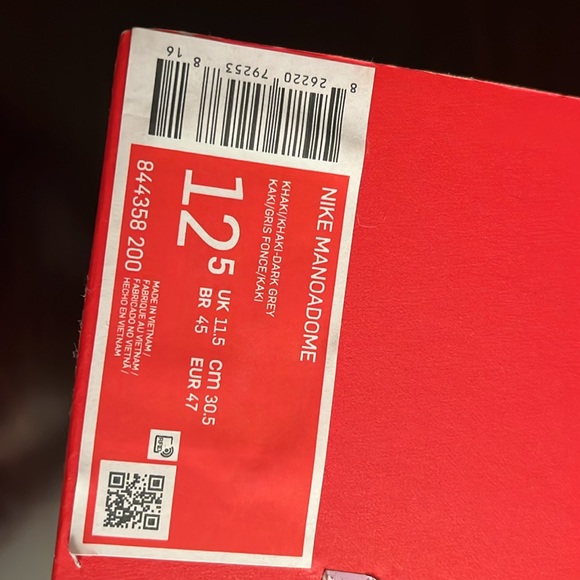 NIKE MANOADOME
KHAKI/KHAKI-DARK GREY
KAKI/GRIS FONCE/KAKI
12.5
UK 11.5 cm 30.5
BR 45 EUR 47
844358 200
MADE IN VIETNAM /
FABRIQUE AU VIETNAM /
FABRICADO NO VIETNÃ /
HECHO EN VIETNAM
8 26220 79253 8 16